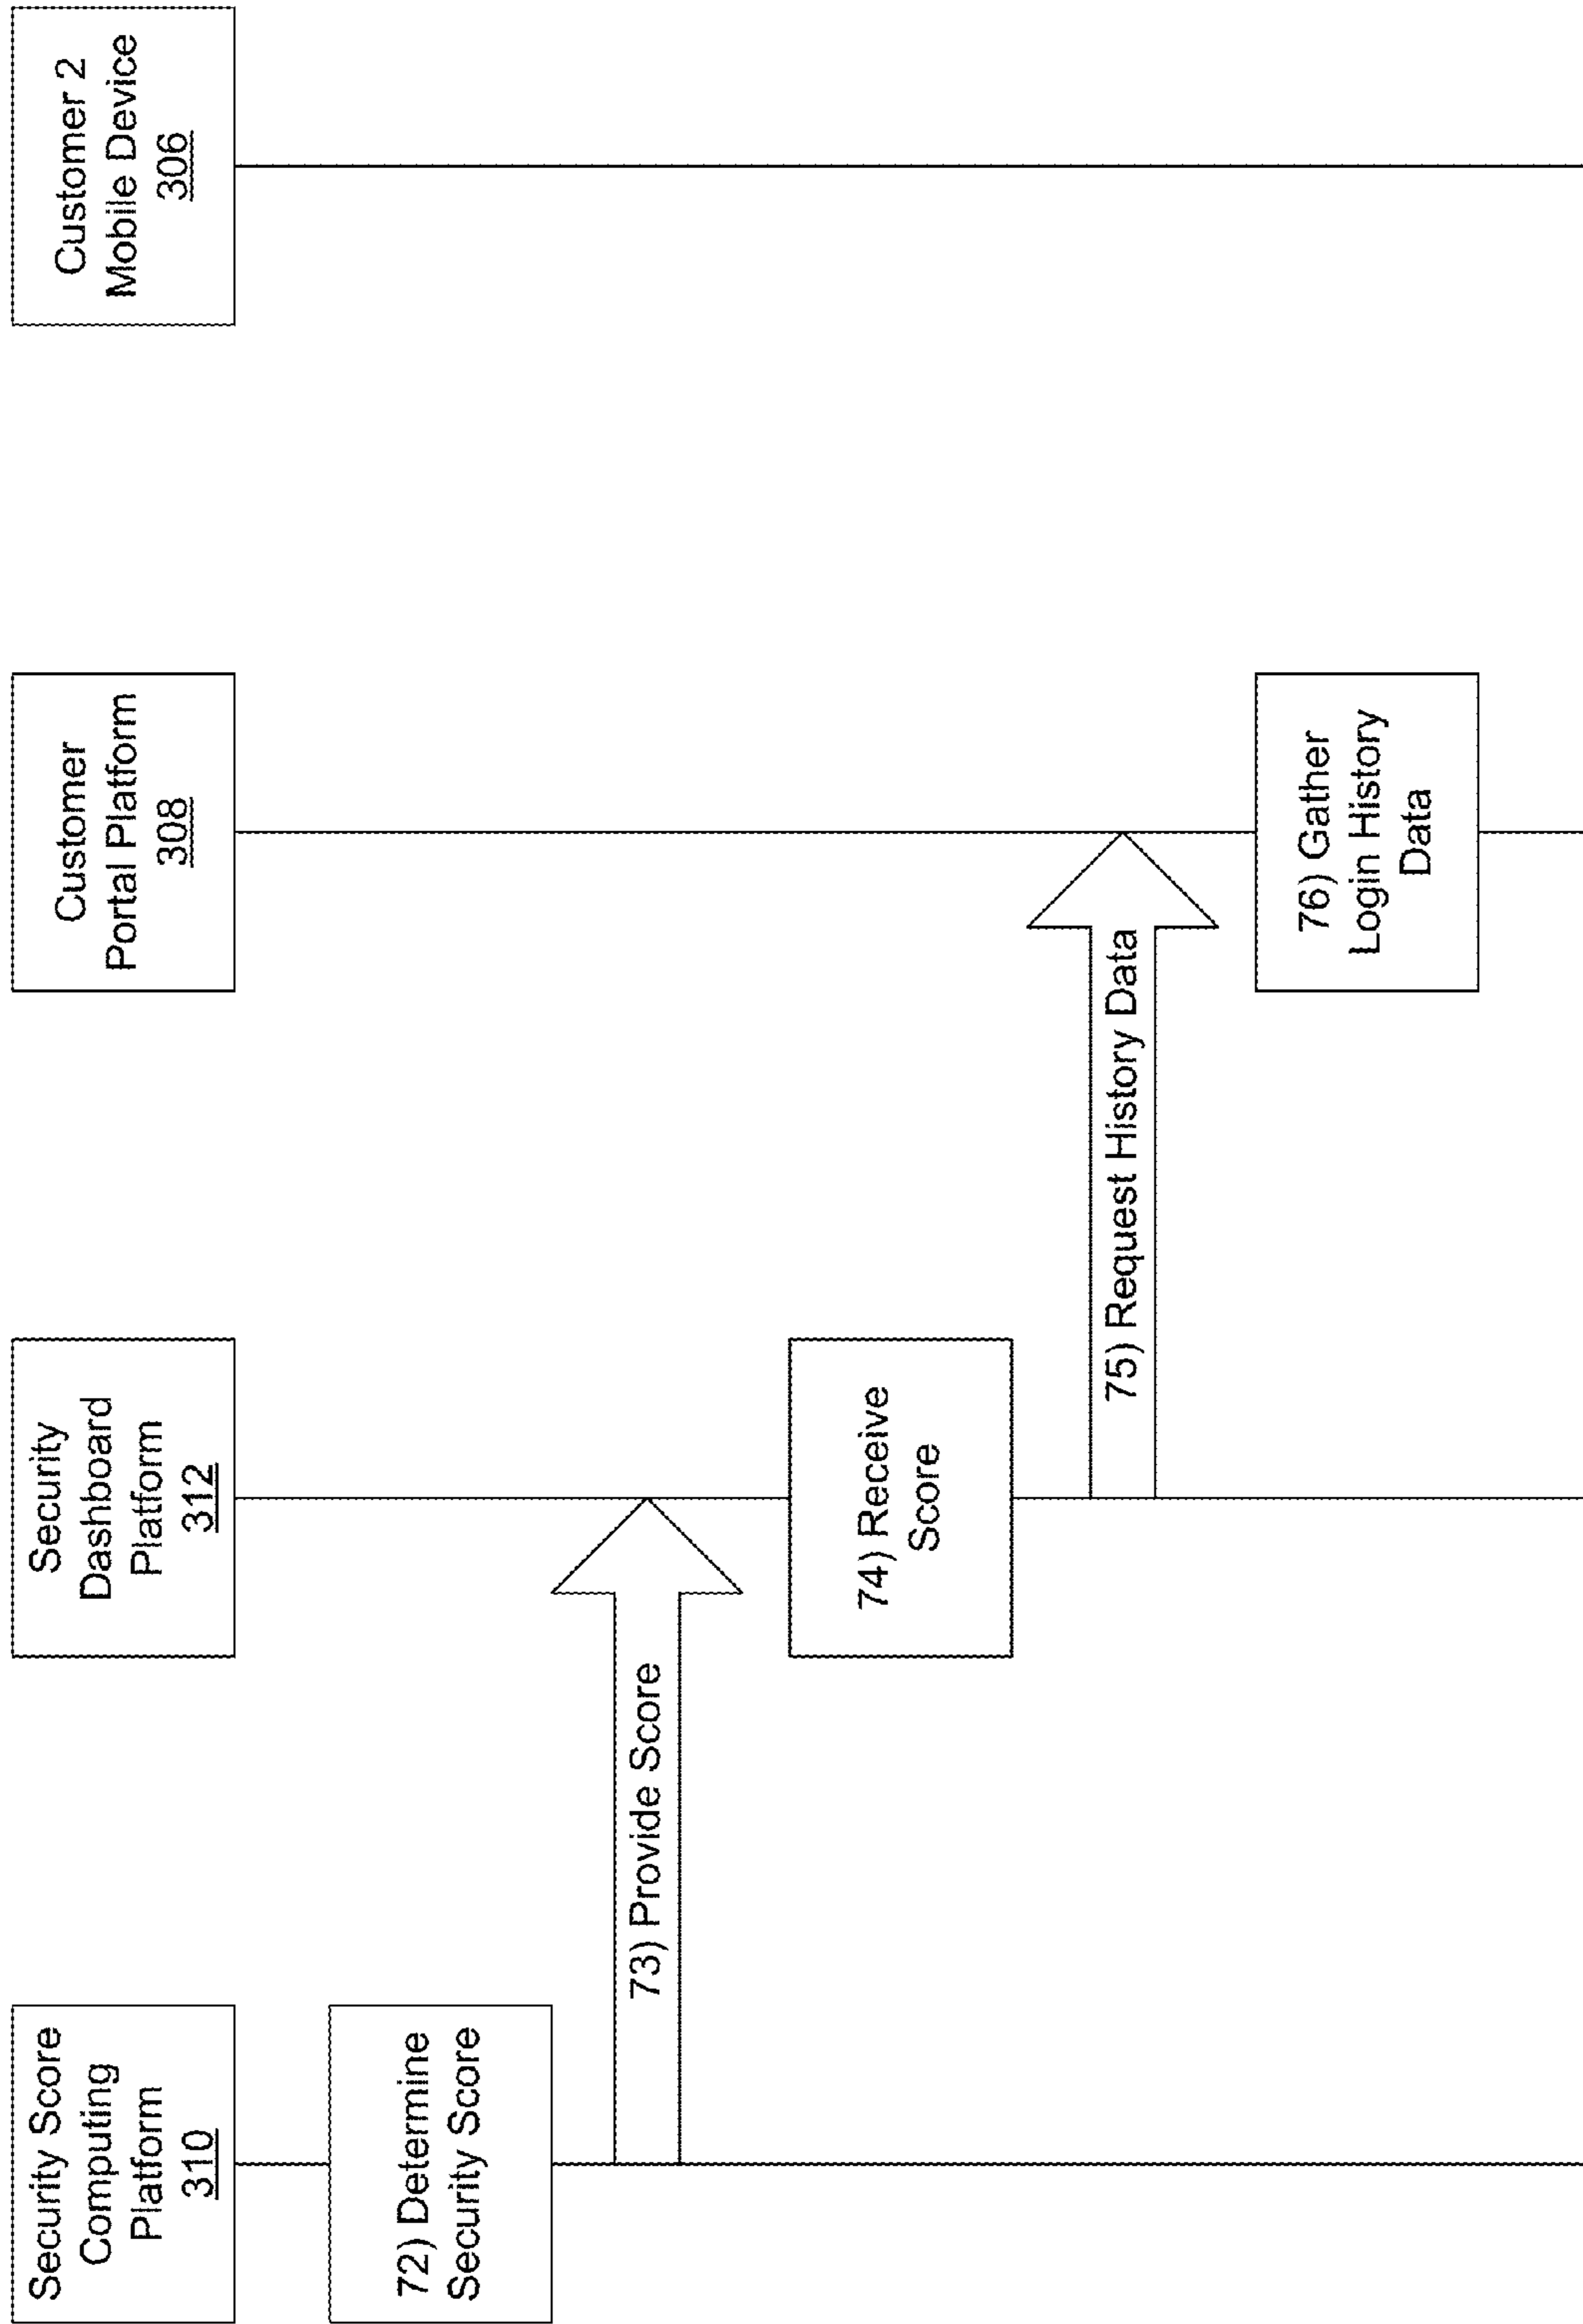 Security Score
Computing
Platform
310
Security
Dashboard
Platform
312
Customer
Portal Platform
308
Customer 2
Mobile Device
306
72) Determine
Security Score
73) Provide Score
74) Receive
Score
75) Request History Data
76) Gather
Login History
Data